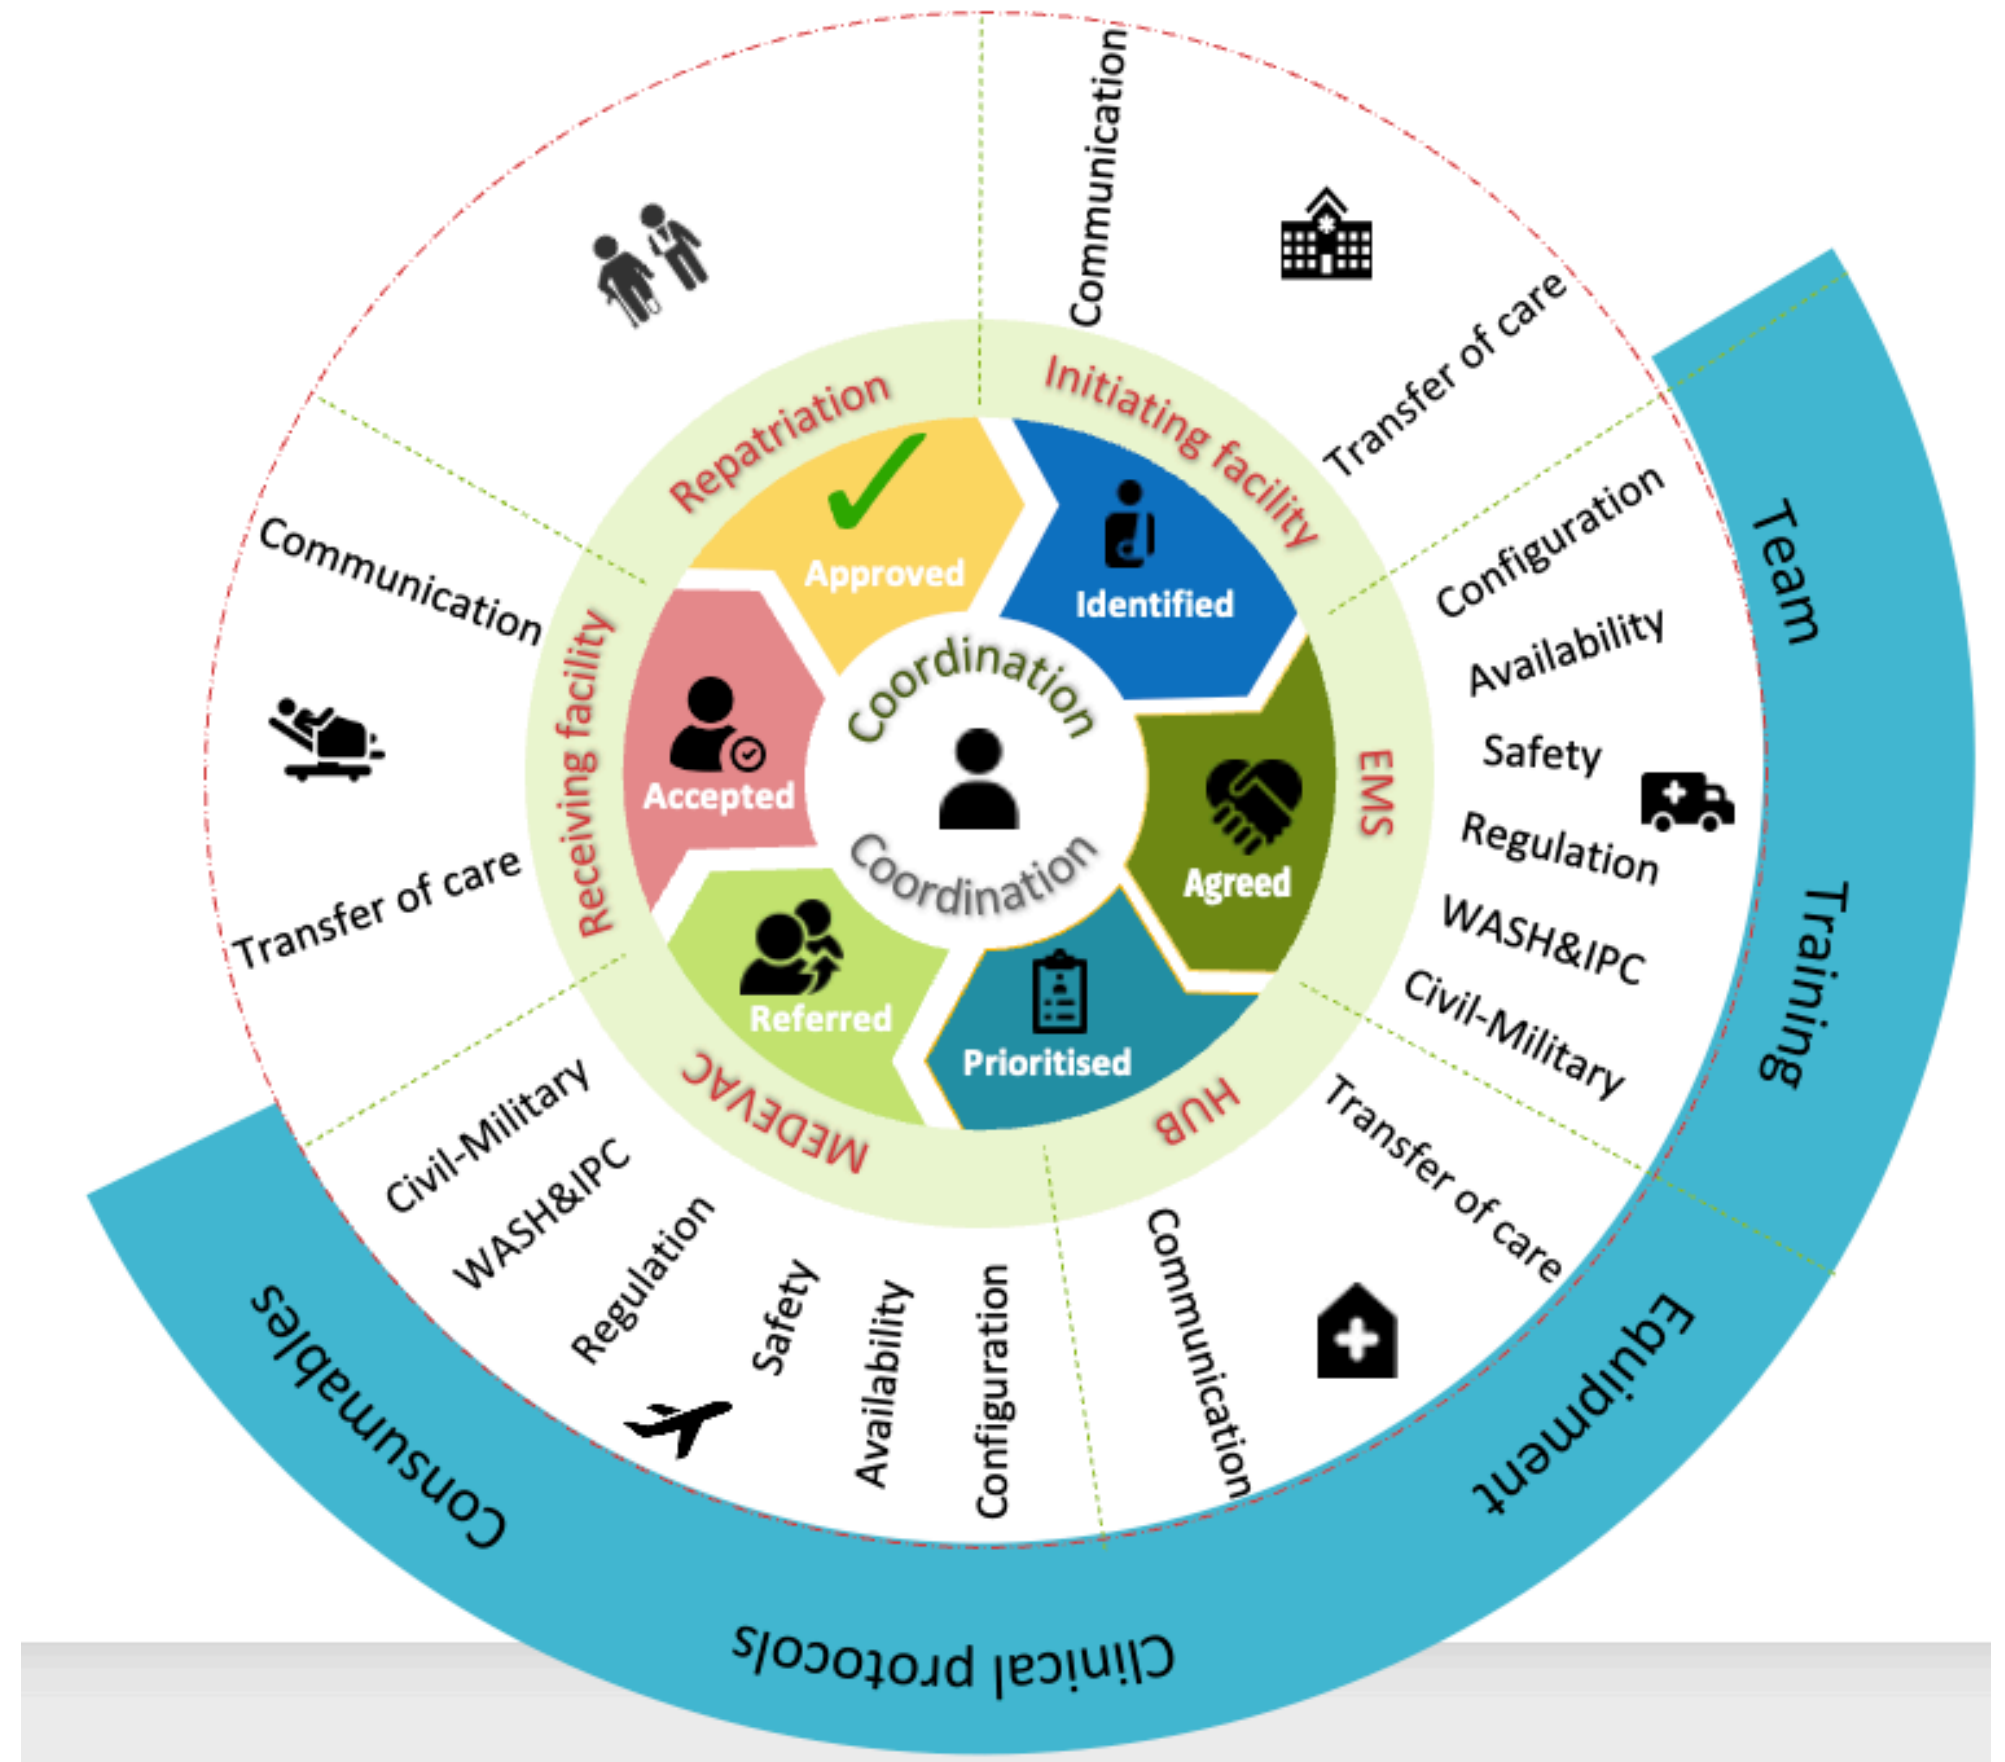 Coordination
Coordination
Identified
Agreed
Prioritised
Referred
Accepted
Approved
Initiating facility
EMS
HUB
MEDEVAC
Receiving facility
Repatriation
Communication
Transfer of care
Configuration
Availability
Safety
Regulation
WASH&IPC
Civil-Military
Transfer of care
Communication
Configuration
Availability
Safety
Regulation
WASH&IPC
Civil-Military
Transfer of care
Communication
Team
Training
Equipment
Clinical protocols
Consumables